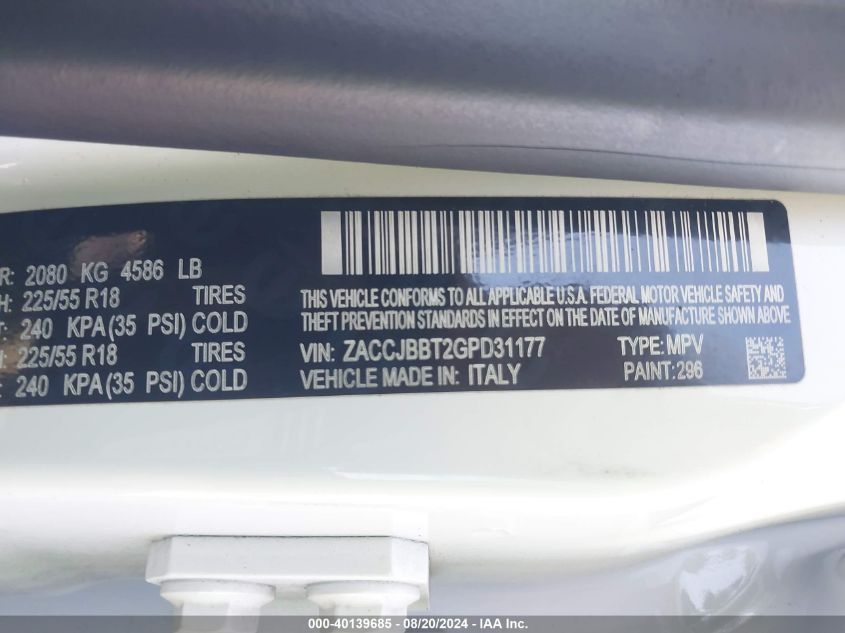 R: 2080 KG 4586 LB
H: 225/55 R18 TIRES
T: 240 KPA(35 PSI) COLD
225/55 R18 TIRES
: 240 KPA(35 PSI) COLD
THIS VEHICLE CONFORMS TO ALL APPLICABLE U.S.A. FEDERAL MOTOR VEHICLE SAFETY AND
THEFT PREVENTION STANDARDS IN EFFECT ON THE DATE OF MANUFACTURE SHOWN ABOVE
VIN: ZACCJBBT2GPD31177 TYPE: MPV
VEHICLE MADE IN: ITALY PAINT:296
000-40139685 - 08/20/2024 - IAA Inc.